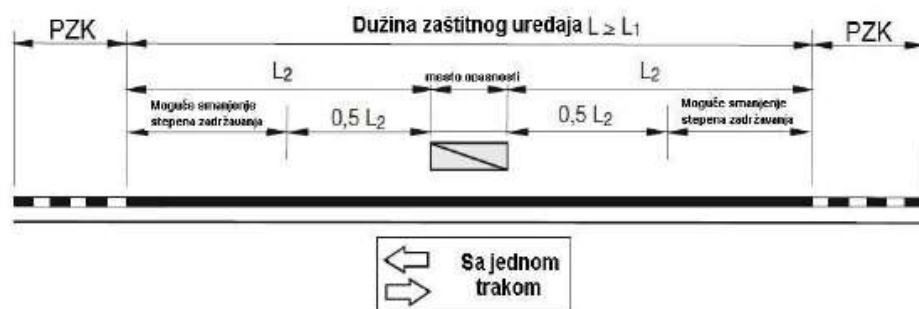 PZK
Dužina zaštitnog uređaja L ≥ L₁
PZK
L₂
mesto opasnosti
L₂
Moguće smanjenje
stepena zadržavanja
0,5 L₂
0,5 L₂
Moguće smanjenje
stepena zadržavanja
Sa jednom
trakom